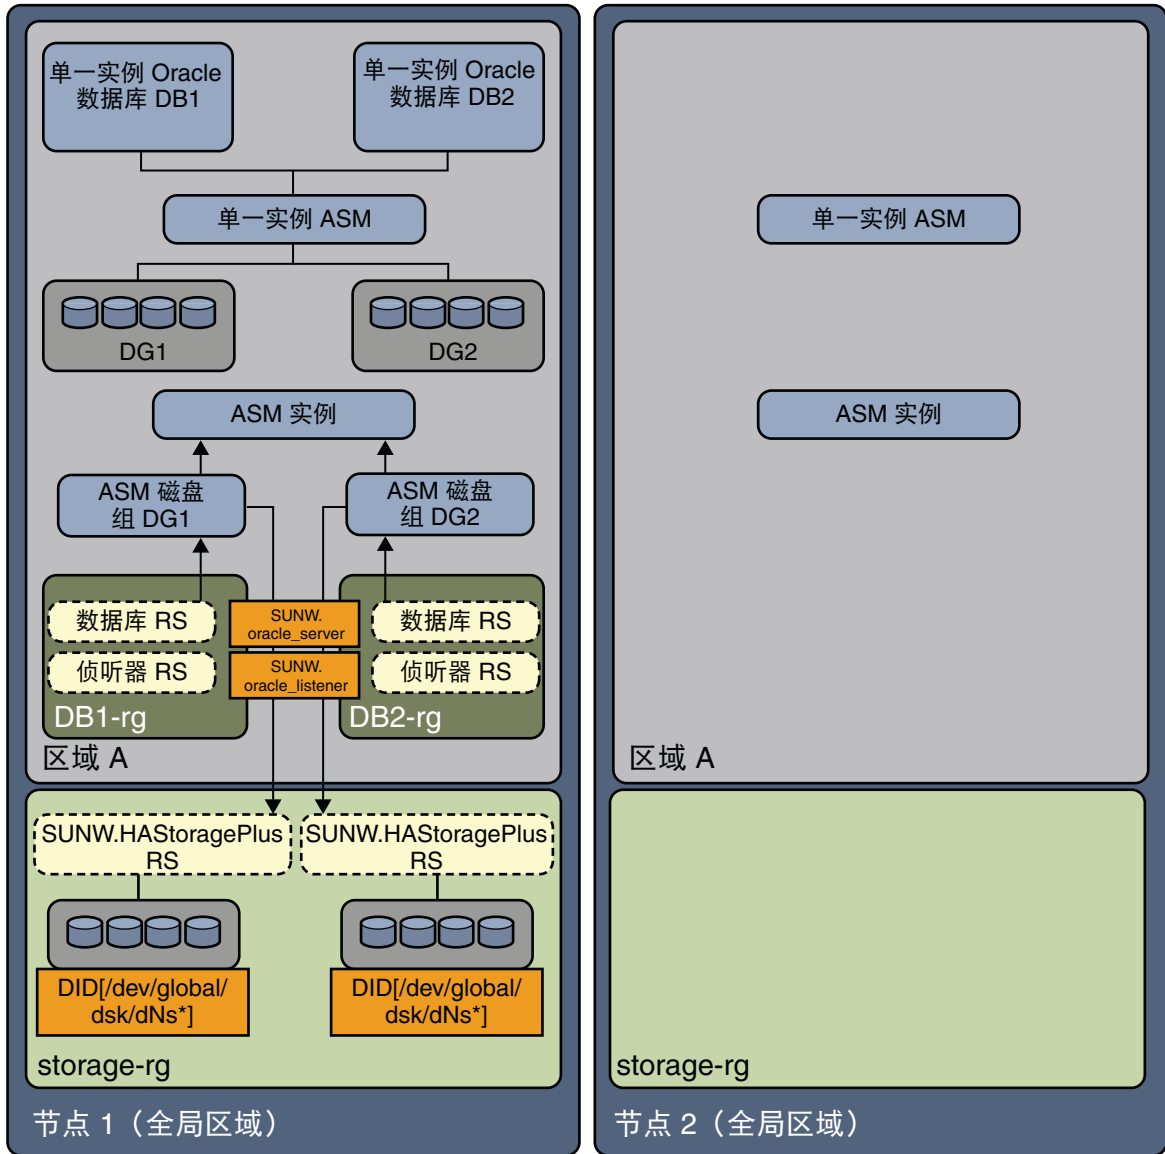 单一实例 Oracle
数据库 DB1
单一实例 Oracle
数据库 DB2
单一实例 ASM
DG1
DG2
ASM 实例
ASM 磁盘
组 DG1
ASM 磁盘
组 DG2
数据库 RS
侦听器 RS
DB1-rg
SUNW.
oracle_server
SUNW.
oracle_listener
数据库 RS
侦听器 RS
DB2-rg
区域 A
SUNW.HAStoragePlus
RS
SUNW.HAStoragePlus
RS
DID[/dev/global/
dsk/dNs*]
DID[/dev/global/
dsk/dNs*]
storage-rg
节点 1（全局区域）
单一实例 ASM
ASM 实例
区域 A
storage-rg
节点 2（全局区域）